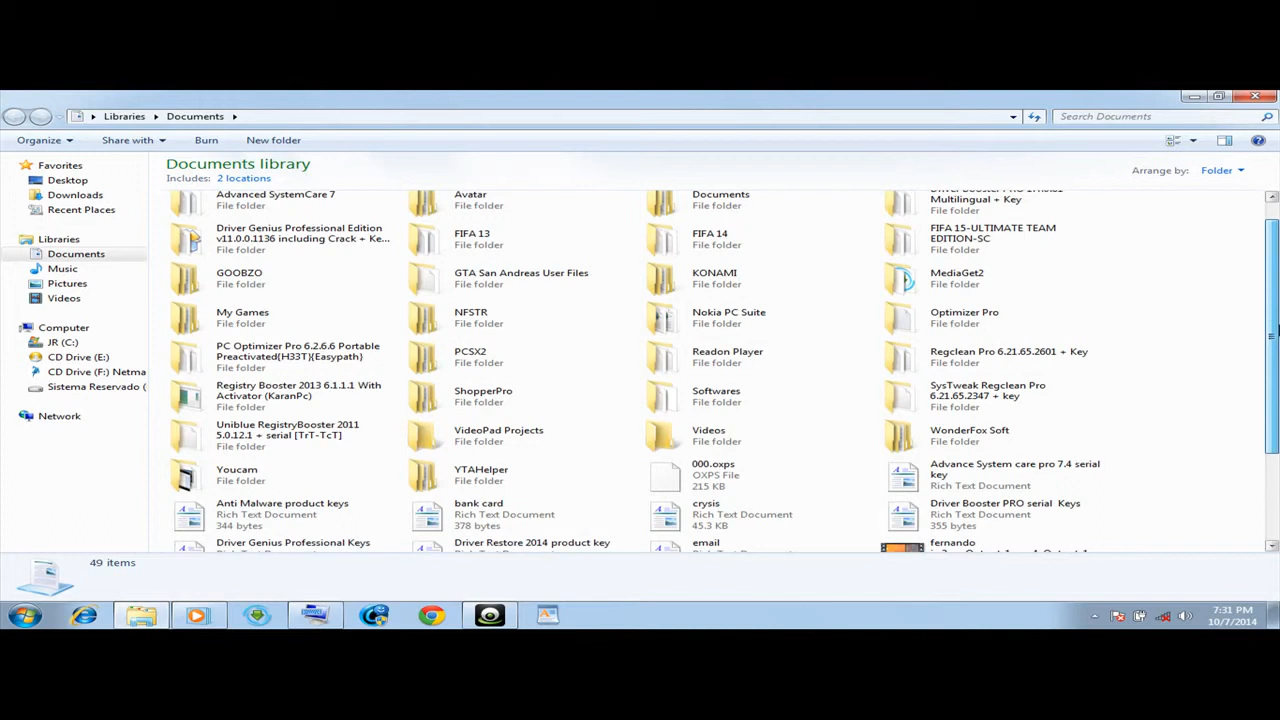 Libraries Documents
Search Documents
Organize Share with Burn New folder
Favorites
Desktop
Downloads
Recent Places
Libraries
Documents
Music
Pictures
Videos
Computer
JR (C:)
CD Drive (E:)
CD Drive (F:) Netma
Sistema Reservado (
Network
Documents library
Includes: 2 locations
Arrange by: Folder
Advanced SystemCare 7
File folder
Avatar
File folder
Documents
File folder
Multilingual + Key
File folder
Driver Genius Professional Edition
v11.0.0.1136 including Crack + Ke...
File folder
FIFA 13
File folder
FIFA 14
File folder
FIFA 15-ULTIMATE TEAM
EDITION-SC
File folder
GOOBZO
File folder
GTA San Andreas User Files
File folder
KONAMI
File folder
MediaGet2
File folder
My Games
File folder
NFSTR
File folder
Nokia PC Suite
File folder
Optimizer Pro
File folder
PC Optimizer Pro 6.2.6.6 Portable
Preactivated{H33T}{Easypath}
File folder
PCSX2
File folder
Readon Player
File folder
Regclean Pro 6.21.65.2601 + Key
File folder
Registry Booster 2013 6.1.1.1 With
Activator (KaranPc)
File folder
ShopperPro
File folder
Softwares
File folder
SysTweak Regclean Pro
6.21.65.2347 + key
File folder
Uniblue RegistryBooster 2011
5.0.12.1 + serial [TrT-TcT]
File folder
VideoPad Projects
File folder
Videos
File folder
WonderFox Soft
File folder
Youcam
File folder
YTAHelper
File folder
000.oxps
OXPS File
215 KB
Advance System care pro 7.4 serial
key
Rich Text Document
Anti Malware product keys
Rich Text Document
344 bytes
bank card
Rich Text Document
378 bytes
crysis
Rich Text Document
45.3 KB
Driver Booster PRO serial Keys
Rich Text Document
355 bytes
Driver Genius Professional Keys
Driver Restore 2014 product key
email
fernando
49 items
7:31 PM
10/7/2014